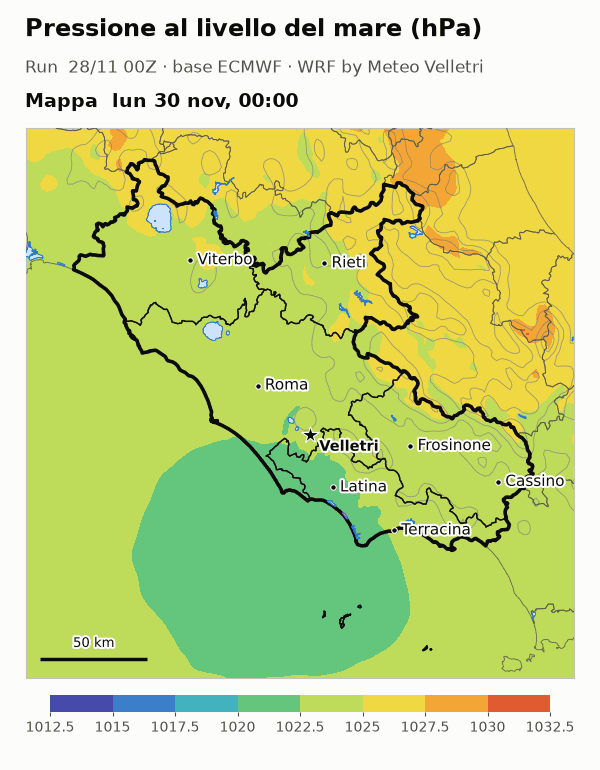 Pressione al livello del mare (hPa)
Run  28/11 00Z · base ECMWF · WRF by Meteo Velletri
Mappa  lun 30 nov, 00:00
Viterbo
Rieti
Roma
Velletri
Frosinone
Cassino
Latina
Terracina
50 km
1012.5 1015 1017.5 1020 1022.5 1025 1027.5 1030 1032.5